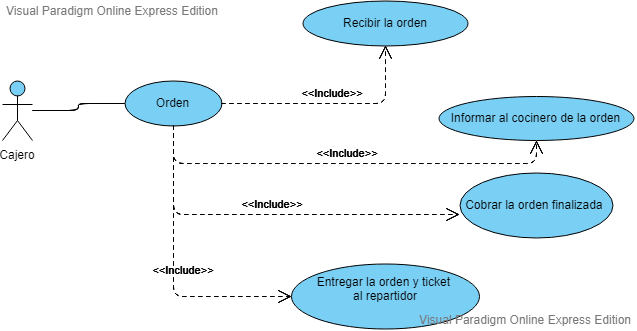 Visual Paradigm Online Express Edition
Recibir la orden
<<Include>>
Orden
Informar al cocinero de la orden
Cajero
<<Include>>
<<Include>>
Cobrar la orden finalizada
<<Include>>
Entregar la orden y ticket
al repartidor
Visual Paradigm Online Express Edition